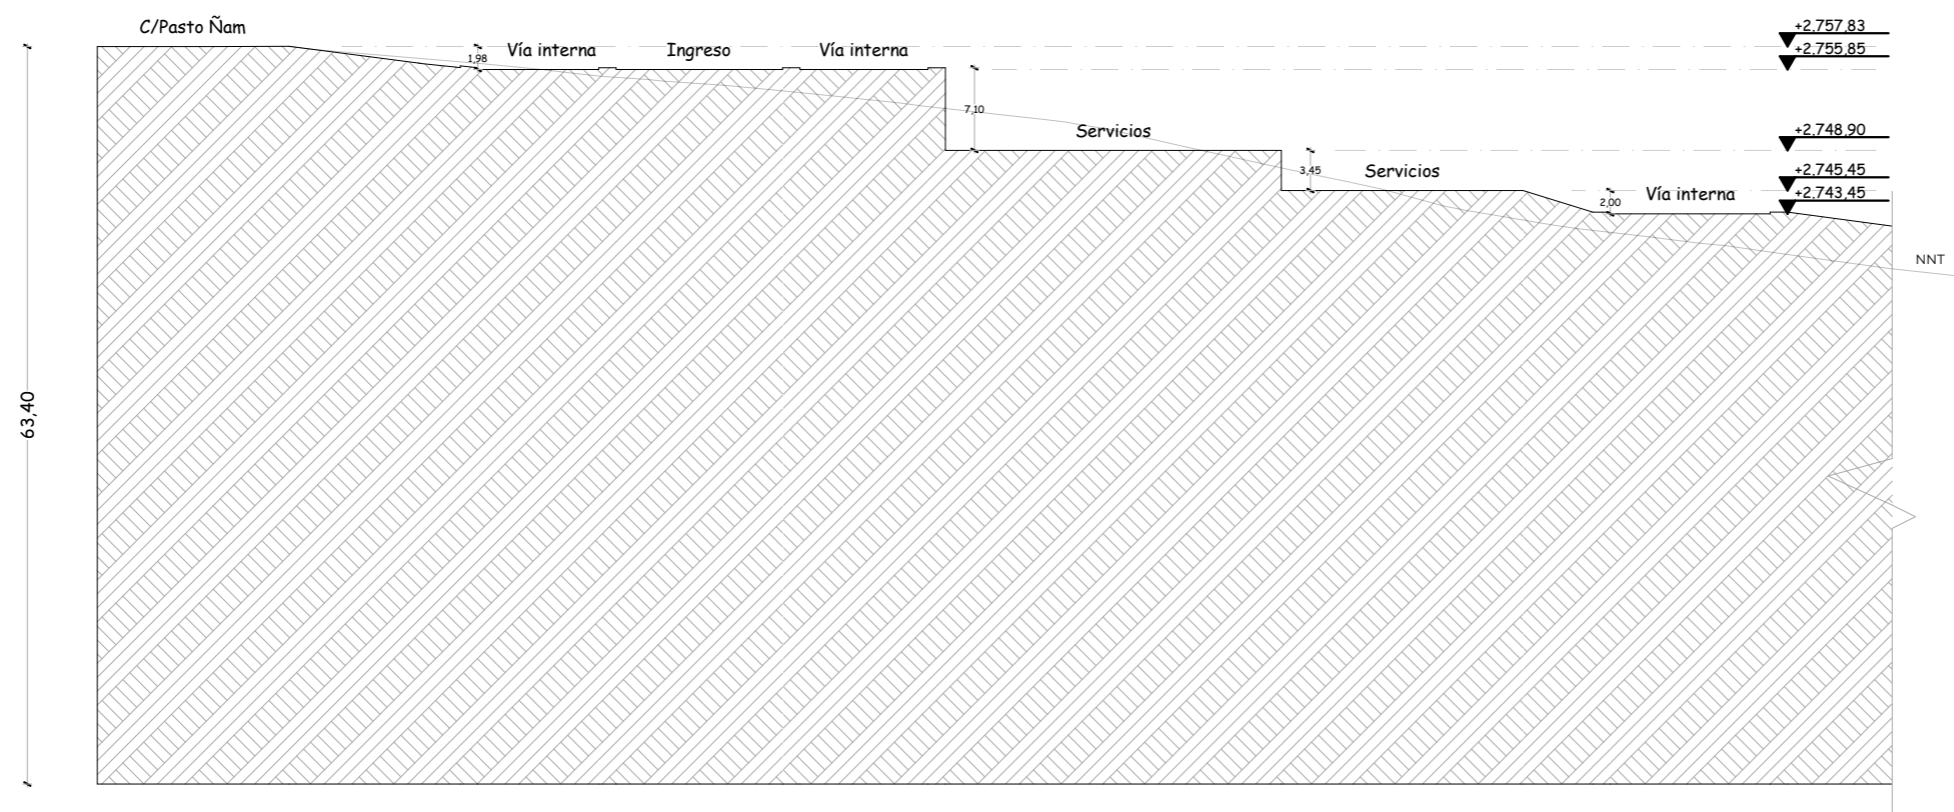 C/Pasto Ñam
Vía interna
Ingreso
Vía interna
+2.757,83
+2.755,85
1,98
7,10
Servicios
+2.748,90
3,45
Servicios
+2.745,45
Vía interna
+2.743,45
2,00
NNT
63,40